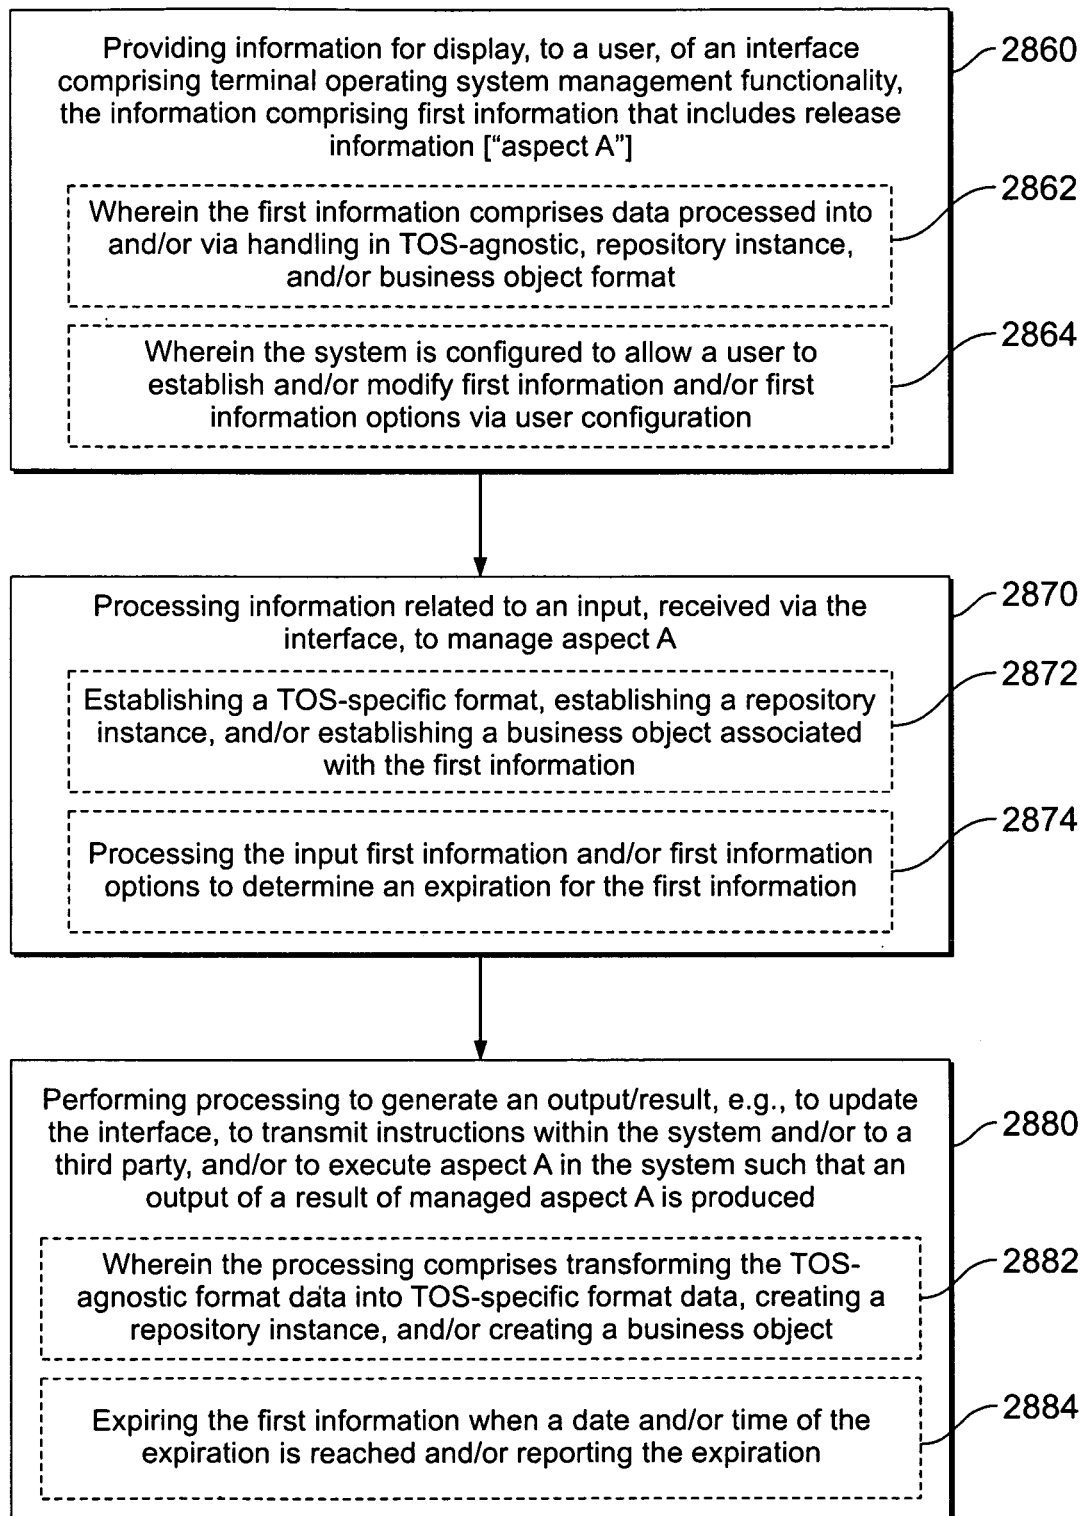 Providing information for display, to a user, of an interface
comprising terminal operating system management functionality,
the information comprising first information that includes release
information ["aspect A"]
2860
Wherein the first information comprises data processed into
and/or via handling in TOS-agnostic, repository instance,
and/or business object format
2862
Wherein the system is configured to allow a user to
establish and/or modify first information and/or first
information options via user configuration
2864
Processing information related to an input, received via the
interface, to manage aspect A
2870
Establishing a TOS-specific format, establishing a repository
instance, and/or establishing a business object associated
with the first information
2872
Processing the input first information and/or first information
options to determine an expiration for the first information
2874
Performing processing to generate an output/result, e.g., to update
the interface, to transmit instructions within the system and/or to a
third party, and/or to execute aspect A in the system such that an
output of a result of managed aspect A is produced
2880
Wherein the processing comprises transforming the TOS-
agnostic format data into TOS-specific format data, creating a
repository instance, and/or creating a business object
2882
Expiring the first information when a date and/or time of the
expiration is reached and/or reporting the expiration
2884